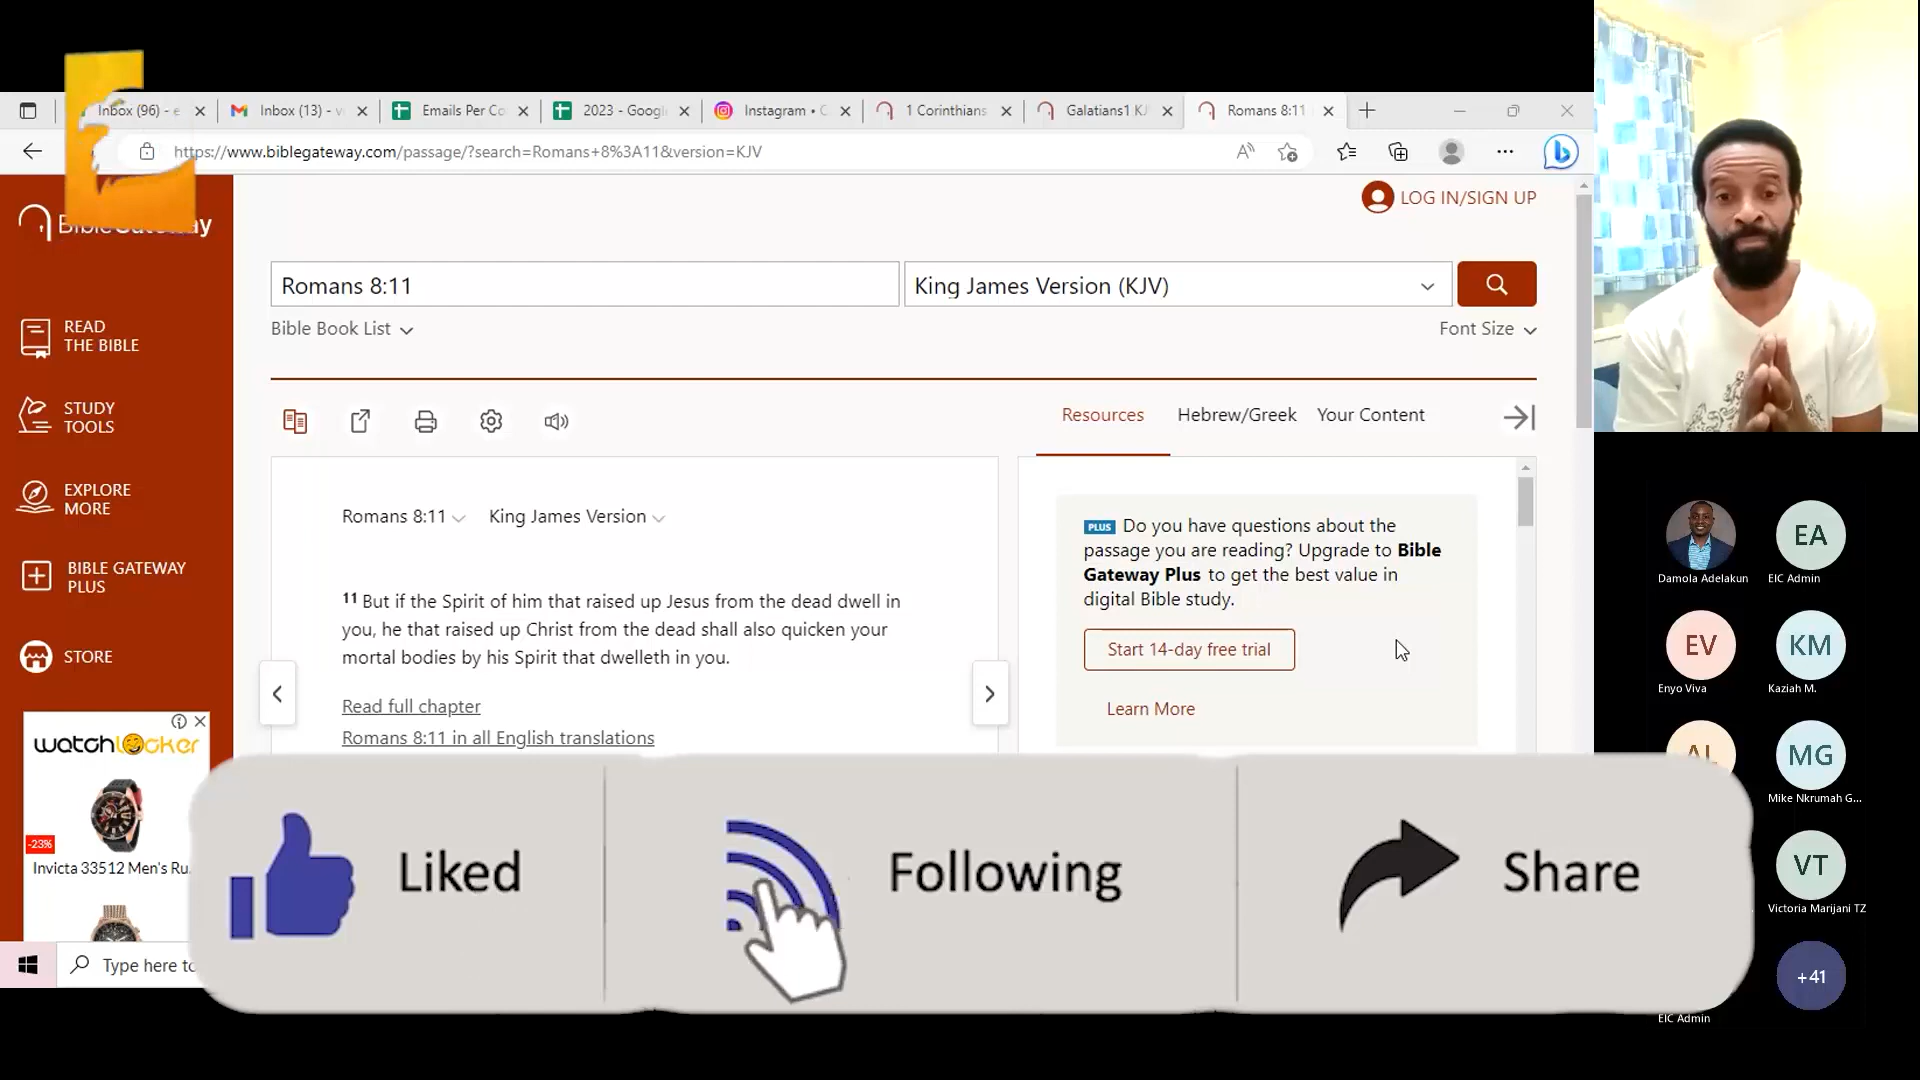 Inbox (96) - e
Inbox (13) - v
Emails Per Co
2023 - Googl
Instagram • C
1 Corinthians
Galatians1 KJ
Romans 8:11
https://www.biblegateway.com/passage/?search=Romans+8%3A11&version=KJV
LOG IN/SIGN UP
Romans 8:11
King James Version (KJV)
Bible Book List
Font Size
READ
THE BIBLE
STUDY
TOOLS
EXPLORE
MORE
BIBLE GATEWAY
PLUS
STORE
Resources
Hebrew/Greek
Your Content
Romans 8:11
King James Version
11 But if the Spirit of him that raised up Jesus from the dead dwell in
you, he that raised up Christ from the dead shall also quicken your
mortal bodies by his Spirit that dwelleth in you.
Read full chapter
Romans 8:11 in all English translations
PLUS Do you have questions about the
passage you are reading? Upgrade to Bible
Gateway Plus to get the best value in
digital Bible study.
Start 14-day free trial
Learn More
watchlocker
-23%
Invicta 33512 Men's Ru..
Type here to
Liked
Following
Share
Damola Adelakun
EA
EIC Admin
EV
Enyo Viva
KM
Kaziah M.
AL
MG
Mike Nkrumah G...
VT
Victoria Marijani TZ
+41
EIC Admin